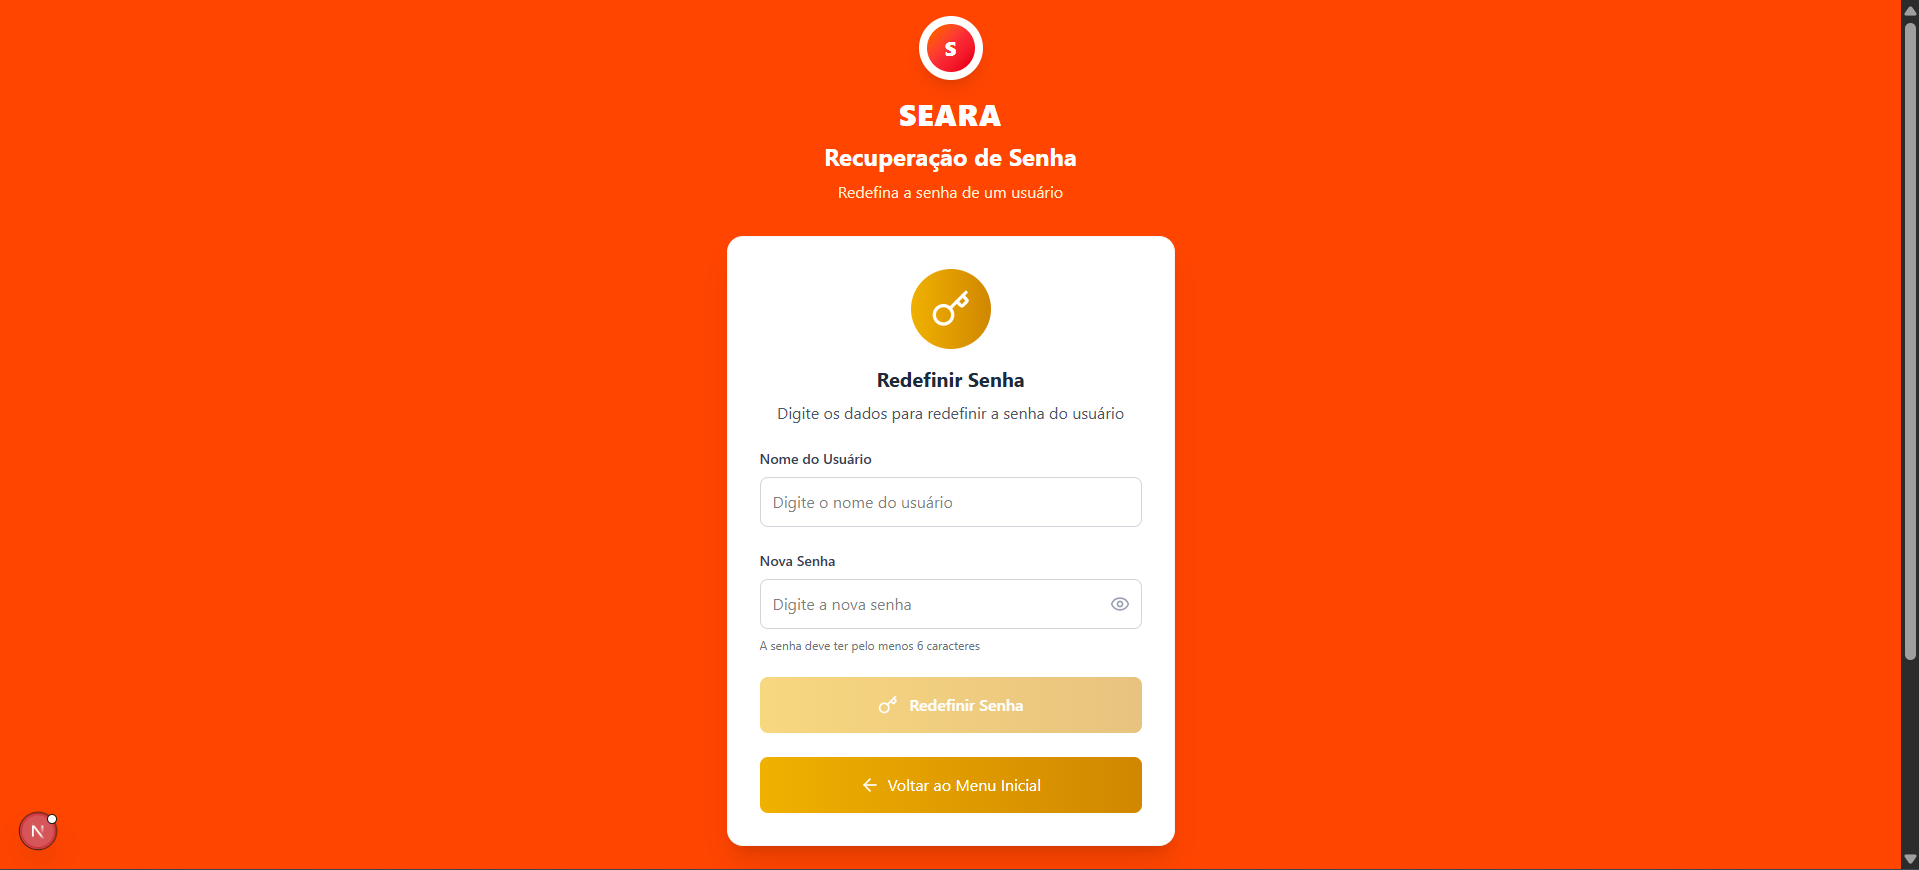 S
SEARA
Recuperação de Senha
Redefina a senha de um usuário
Redefinir Senha
Digite os dados para redefinir a senha do usuário
Nome do Usuário
Digite o nome do usuário
Nova Senha
Digite a nova senha
A senha deve ter pelo menos 6 caracteres
Redefinir Senha
Voltar ao Menu Inicial
N